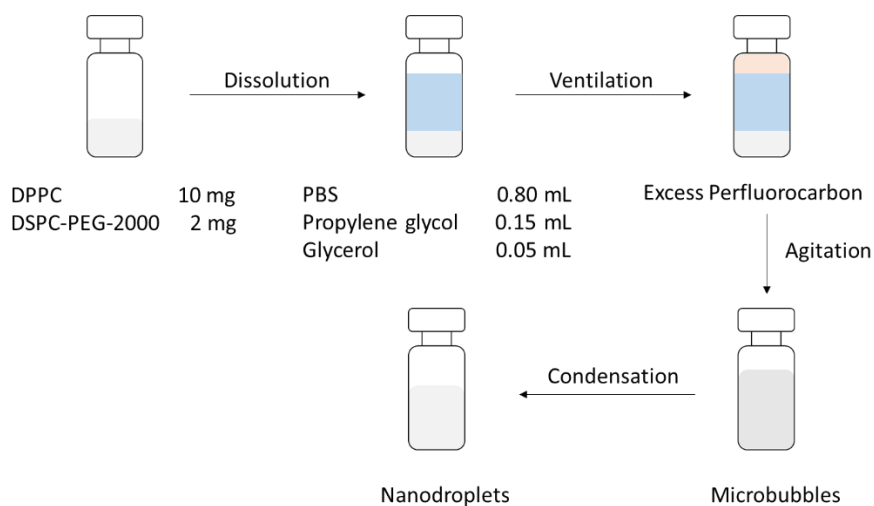 Dissolution
Ventilation
DPPC 10 mg
DSPC-PEG-2000 2 mg
PBS 0.80 mL
Propylene glycol 0.15 mL
Glycerol 0.05 mL
Excess Perfluorocarbon
Agitation
Condensation
Nanodroplets
Microbubbles